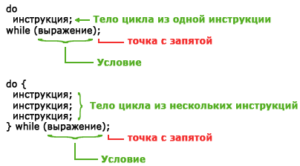 do
инструкция; Тело цикла из одной инструкции
while (выражение);
точка с запятой
Условие
do {
инструкция;
инструкция; Тело цикла из нескольких инструкций
инструкция;
} while (выражение);
точка с запятой
Условие